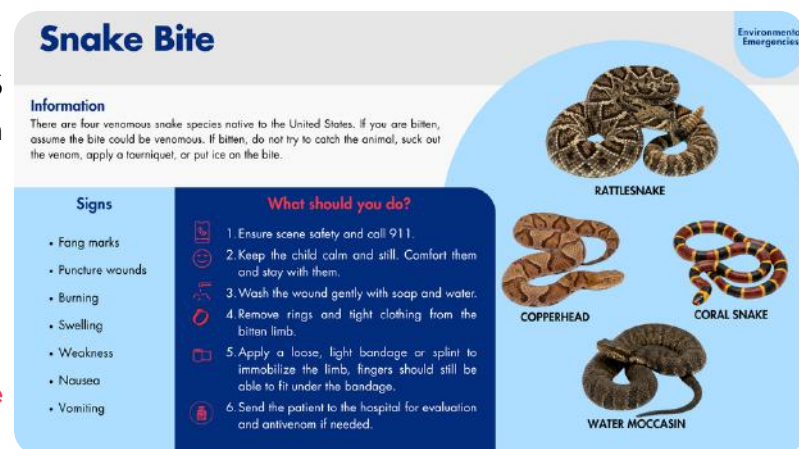 Snake Bite
Environmental
Emergencies
Information
There are four venomous snake species native to the United States. If you are bitten,
assume the bite could be venomous. If bitten, do not try to catch the animal, suck out
the venom, apply a tourniquet, or put ice on the bite.
Signs
• Fang marks
• Puncture wounds
• Burning
• Swelling
• Weakness
• Nausea
• Vomiting
What should you do?
1. Ensure scene safety and call 911.
2. Keep the child calm and still. Comfort them
and stay with them.
3. Wash the wound gently with soap and water.
4. Remove rings and tight clothing from the
bitten limb.
5. Apply a loose, light bandage or splint to
immobilize the limb, fingers should still be
able to fit under the bandage.
6. Send the patient to the hospital for evaluation
and antivenom if needed.
RATTLESNAKE
COPPERHEAD
CORAL SNAKE
WATER MOCCASIN